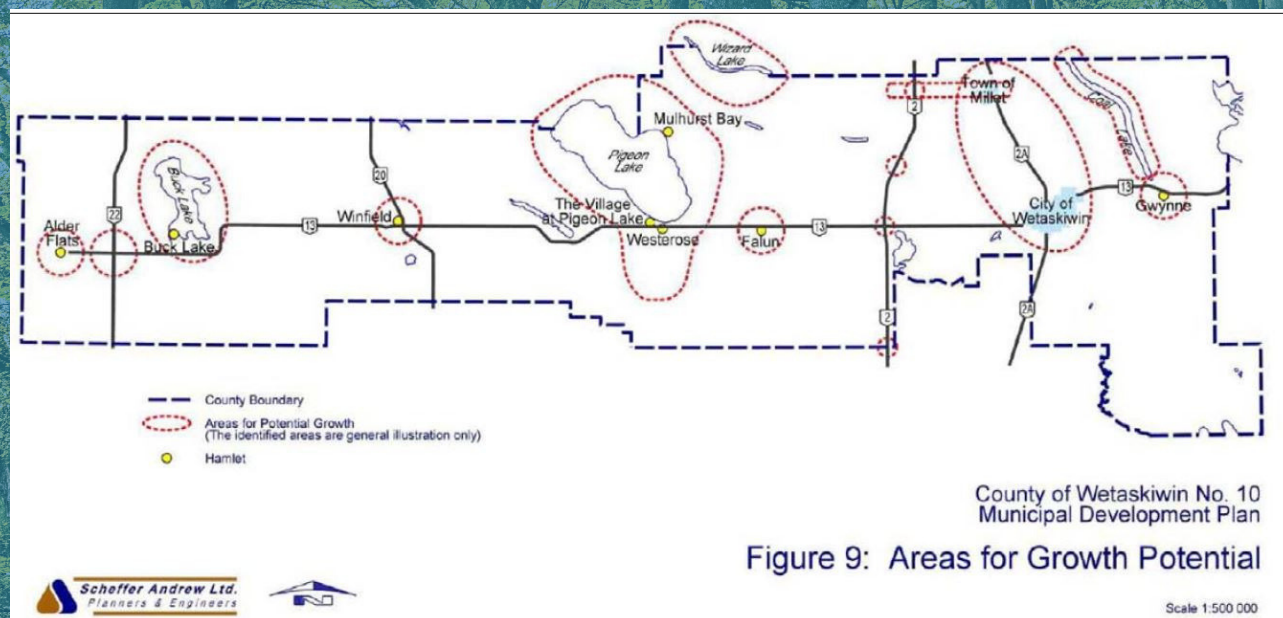 Wizard
Lake
Town of
Millet
2
Coal
Lake
Mulhurst Bay
Pigeon
Lake
2A
20
Buck Lake
13
22
Winfield
The Village
at Pigeon Lake
City of
Wetaskiwin
Gwynne
Alder
Flats
Buck Lake
13
Westerose
Falun
13
2
2A
County Boundary
Areas for Potential Growth
(The identified areas are general illustration only)
Hamlet
County of Wetaskiwin No. 10
Municipal Development Plan
Figure 9: Areas for Growth Potential
Scheffer Andrew Ltd.
Planners & Engineers
Scale 1:500 000